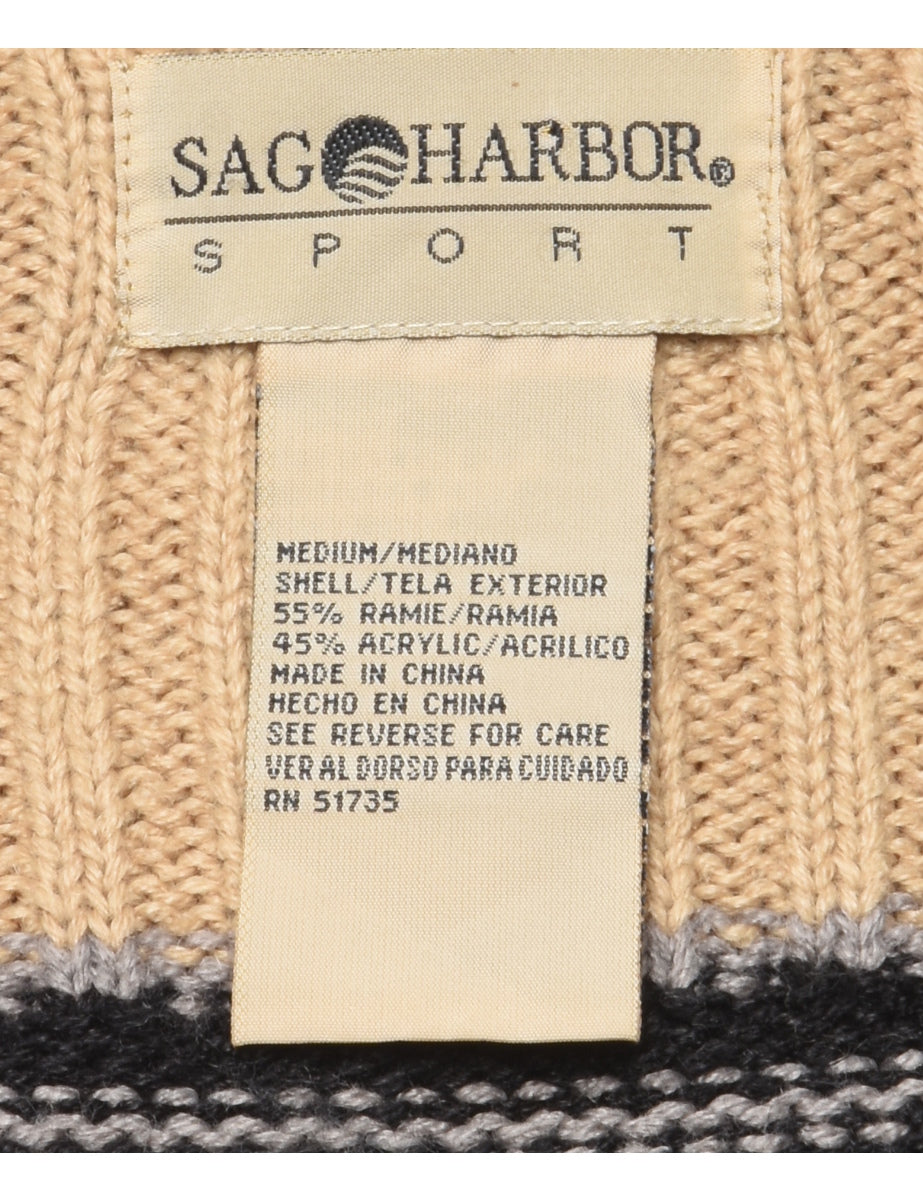 SAG HARBOR®
SPORT
MEDIUM/MEDIANO
SHELL/TELA EXTERIOR
55% RAMIE/RAMIA
45% ACRYLIC/ACRILICO
MADE IN CHINA
HECHO EN CHINA
SEE REVERSE FOR CARE
VER AL DORSO PARA CUIDADO
RN 51735